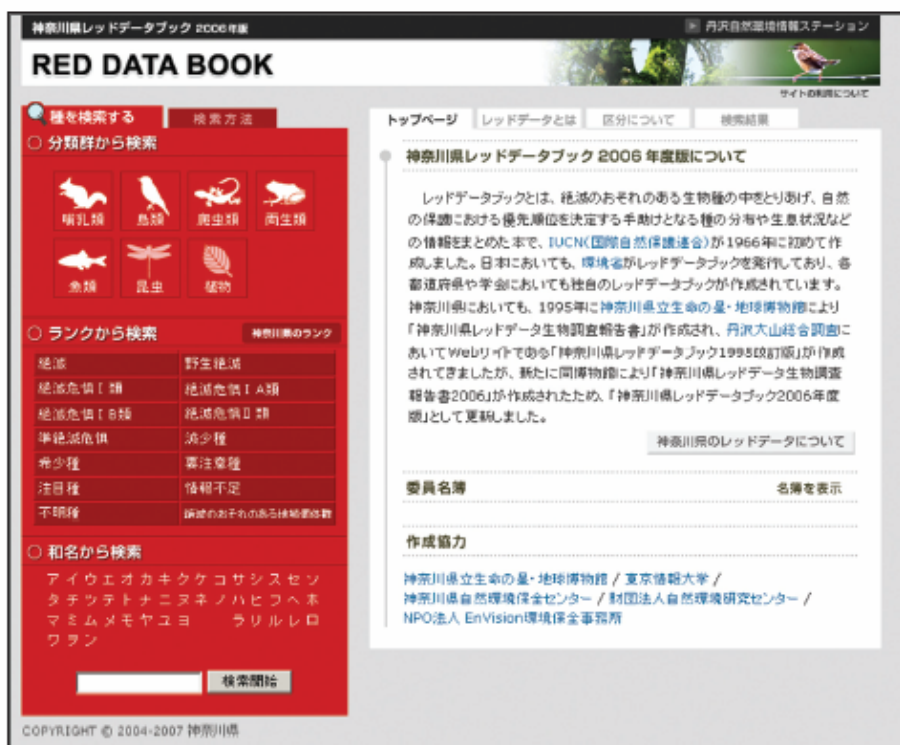 神奈川県レッドデータブック 2006年版
丹沢自然環境情報ステーション
RED DATA BOOK
サイトの利用について
種を検索する
検索方法
分類群から検索
哺乳類 鳥類 爬虫類 両生類
魚類 昆虫 植物
ランクから検索
神奈川県のランク
絶滅 野生絶滅
絶滅危惧Ⅰ類 絶滅危惧ⅠA類
絶滅危惧ⅠB類 絶滅危惧Ⅱ類
準絶滅危惧 減少種
希少種 要注意種
注目種 情報不足
不明種 絶滅のおそれのある地域個体群
和名から検索
アイウエオカキクケコサシスセソ
タチツテトナニヌネノハヒフヘホ
マミムメモヤユヨ ラリルレロ
ワヲン
検索開始
COPYRIGHT © 2004-2007 神奈川県
トップページ レッドデータとは 区分について 検索結果
神奈川県レッドデータブック 2006 年度版について
レッドデータブックとは、絶滅のおそれのある生物種の中をとりあげ、自然
の保護における優先順位を決定する手助けとなる種の分布や生息状況など
の情報をまとめた本で、IUCN(国際自然保護連合)が1966年に初めて作
成しました。日本においても、環境省がレッドデータブックを発行しており、各
都道府県や学会においても独自のレッドデータブックが作成されています。
神奈川県においても、1995年に神奈川県立生命の星・地球博物館により
「神奈川県レッドデータ生物調査報告書」が作成され、丹沢大山総合調査に
おいてWebサイトである「神奈川県レッドデータブック1995改訂版」が作成
されてきましたが、新たに同博物館により「神奈川県レッドデータ生物調査
報告書2006」が作成されたため、「神奈川県レッドデータブック2006年度
版」として更新しました。
神奈川県のレッドデータについて
委員名簿
名簿を表示
作成協力
神奈川県立生命の星・地球博物館 / 東京情報大学 /
神奈川県自然環境保全センター / 財団法人自然環境研究センター /
NPO法人 EnVision環境保全事務所